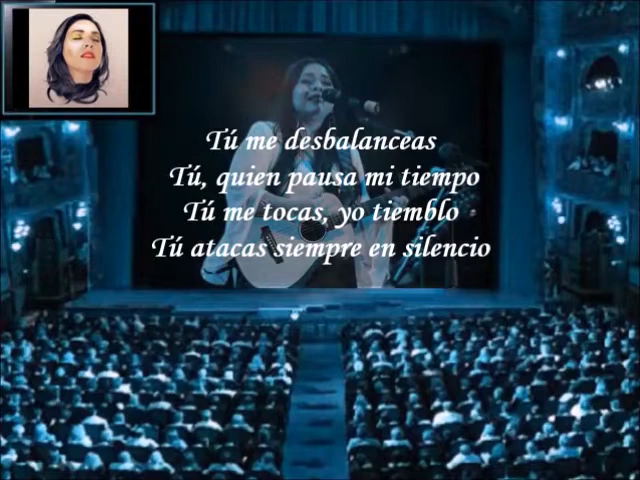 Tú me desbalanceas
Tú, quien pausa mi tiempo
Tú me tocas, yo tiemblo
Tú atacas siempre en silencio